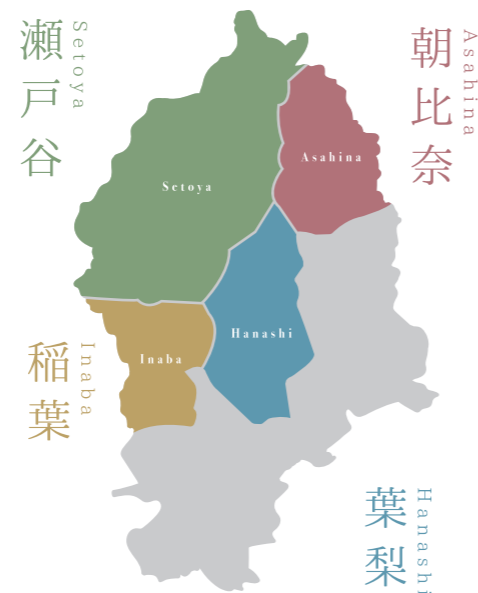 瀬戸谷
Setoya
朝比奈
Asahina
Asahina
Setoya
Hanashi
Inaba
稲葉
Inaba
葉梨
Hanashi